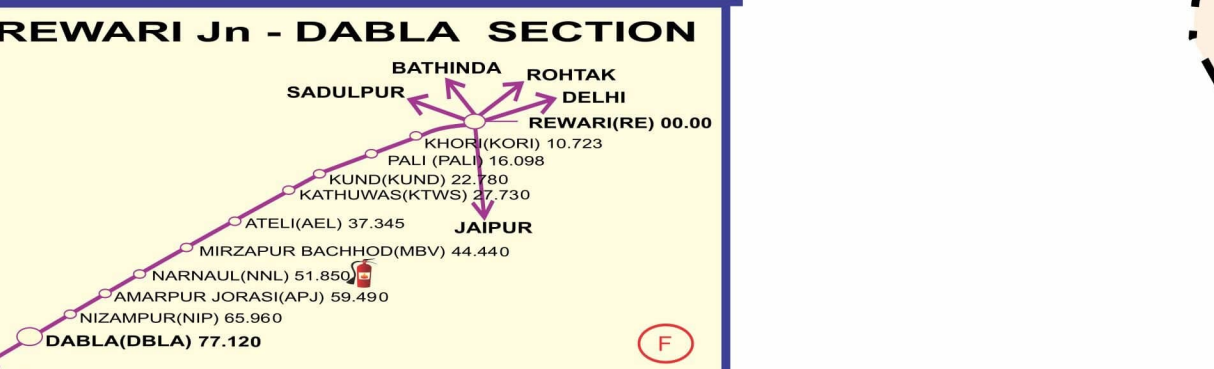 REWARI Jn - DABLA SECTION
BATHINDA
ROHTAK
SADULPUR
DELHI
REWARI(RE) 00.00
KHORI(KORI) 10.723
PALI (PALI) 16.098
KUND(KUND) 22.780
KATHUWAS(KTWS) 27.730
ATELI(AEL) 37.345
JAIPUR
MIRZAPUR BACHHOD(MBV) 44.440
NARNAUL(NNL) 51.850
AMARPUR JORASI(APJ) 59.490
NIZAMPUR(NIP) 65.960
DABLA(DBLA) 77.120
F